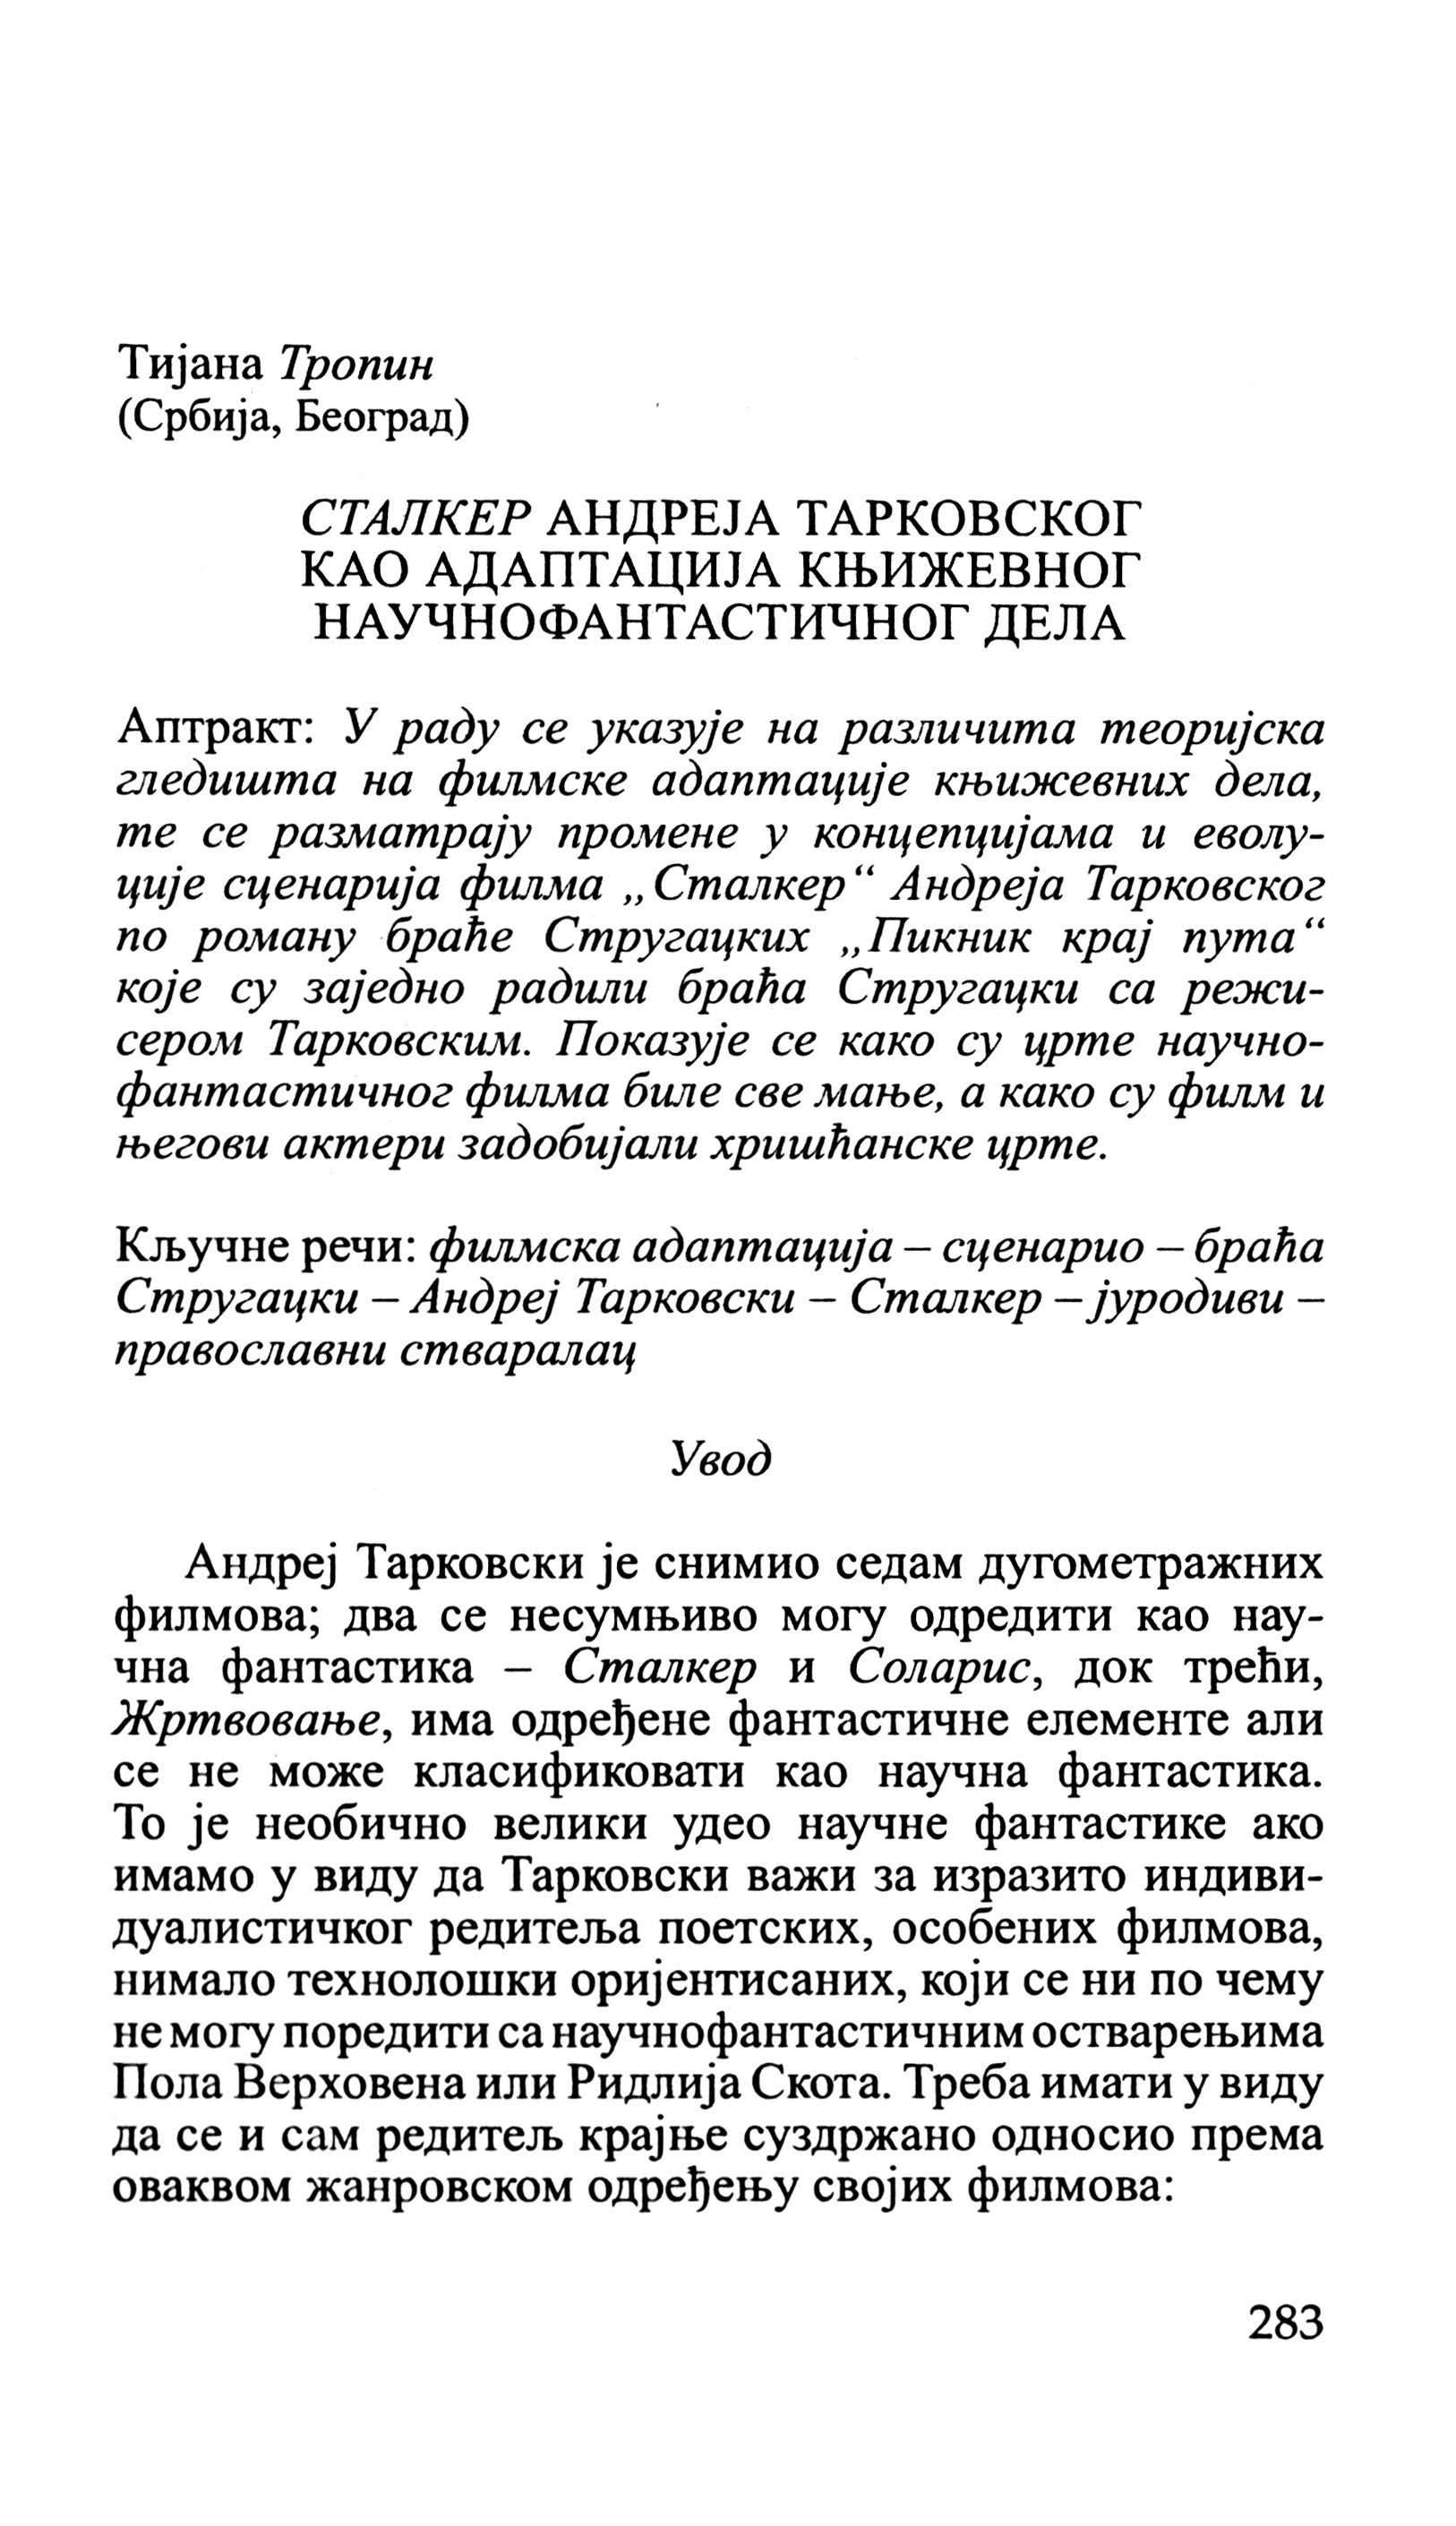 Тијана Тропин
(Србија, Београд)
СТАЛКЕР АНДРЕЈА ТАРКОВСКОГ
КАО АДАПТАЦИЈА КЊИЖЕВНОГ
НАУЧНОФАНТАСТИЧНОГ ДЕЛА
Аптракт: У раду се указује на различита теоријска
гледишта на филмске адаптације књижевних дела,
те се разматрају промене у концепцијама и еволу-
ције сценарија филма „Сталкер“ Андреја Тарковског
по роману браће Стругацких „Пикник крај пута“
које су заједно радили браћа Стругацки са режи-
сером Тарковским. Показује се како су црте научно-
фантастичног филма биле све мање, а како су филм и
његови актери задобијали хришћанске црте.
Кључне речи: филмска адаптација – сценарио – браћа
Стругацки – Андреј Тарковски – Сталкер – јуродиви –
православни стваралац
Увод
Андреј Тарковски је снимио седам дугометражних
филмова; два се несумњиво могу одредити као нау-
чна фантастика – Сталкер и Соларис, док трећи,
Жртвовање, има одређене фантастичне елементе али
се не може класификовати као научна фантастика.
То је необично велики удео научне фантастике ако
имамо у виду да Тарковски важи за изразито индиви-
дуалистичког редитеља поетских, особених филмова,
нимало технолошки оријентисаних, који се ни по чему
не могу поредити са научнофантастичним остварењима
Пола Верховена или Ридлија Скота. Треба имати у виду
да се и сам редитељ крајње суздржано односио према
оваквом жанровском одређењу својих филмова:
283